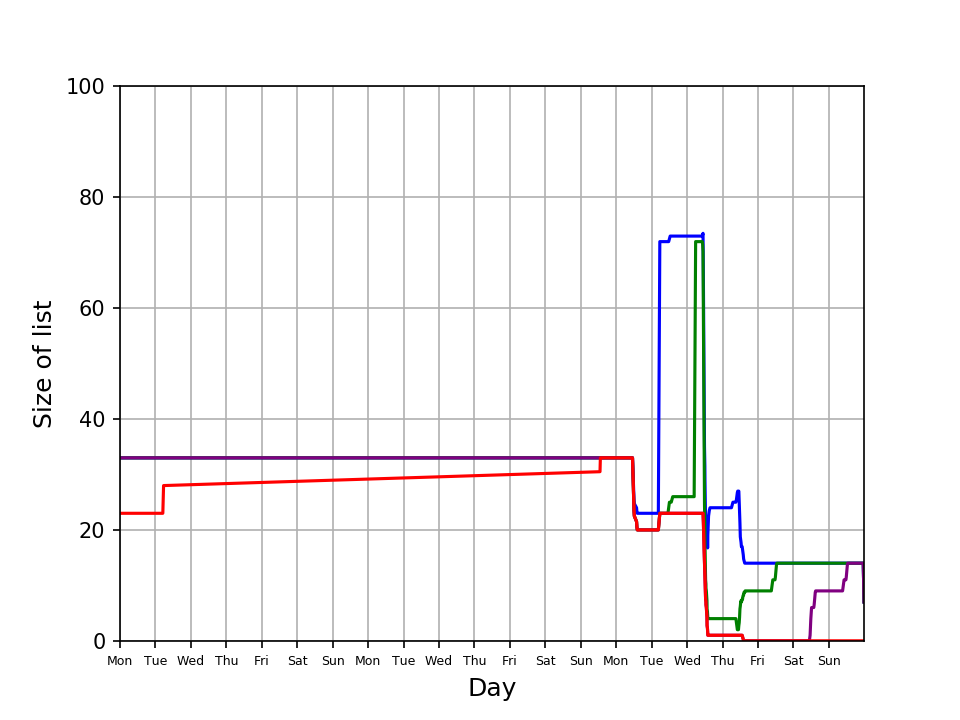 100
80
60
40
20
0
Size of list
Mon Tue Wed Thu Fri Sat Sun Mon Tue Wed Thu Fri Sat Sun Mon Tue Wed Thu Fri Sat Sun
Day